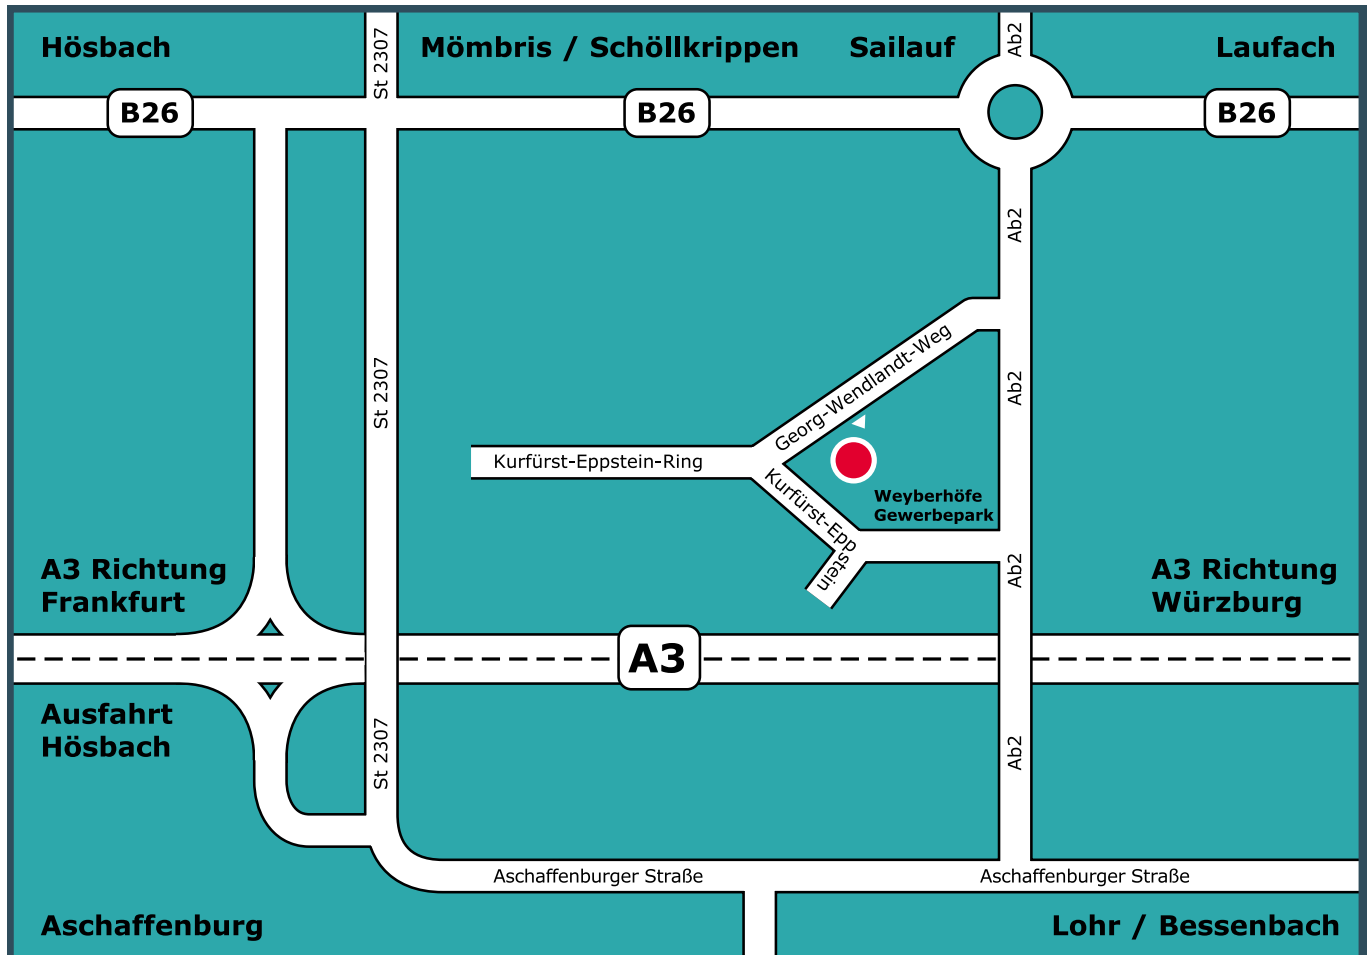 Hösbach
St 2307
Mömbris / Schöllkrippen
Sailauf
Ab2
Laufach
B26
B26
B26
Ab2
St 2307
Georg-Wendlandt-Weg
Ab2
Kurfürst-Eppstein-Ring
Kurfürst-Epp
stein
Weyberhöfe
Gewerbepark
Ab2
A3 Richtung
Frankfurt
A3 Richtung
Würzburg
A3
Ausfahrt
Hösbach
St 2307
Ab2
Aschaffenburger Straße
Aschaffenburger Straße
Aschaffenburg
Lohr / Bessenbach